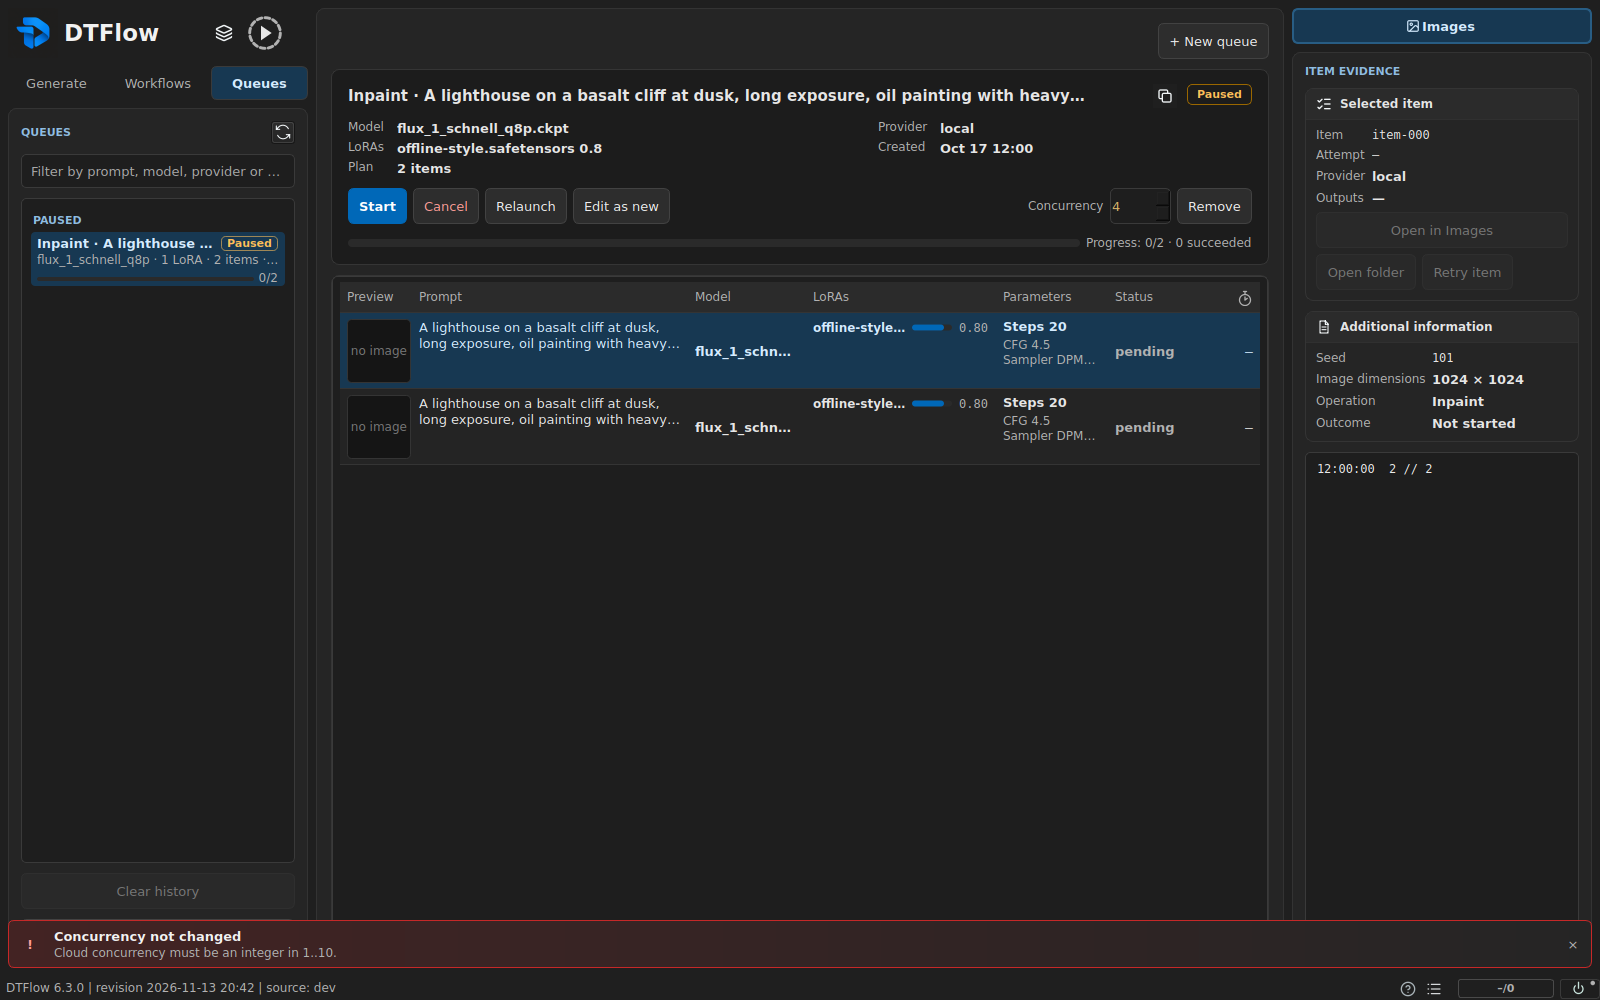 DTFlow
Generate
Workflows
Queues
QUEUES
Filter by prompt, model, provider or ...
PAUSED
Inpaint · A lighthouse ... Paused
flux_1_schnell_q8p · 1 LoRA · 2 items ·...
0/2
Clear history
+ New queue
Inpaint · A lighthouse on a basalt cliff at dusk, long exposure, oil painting with heavy...
Paused
Model flux_1_schnell_q8p.ckpt
Provider local
LoRAs offline-style.safetensors 0.8
Created Oct 17 12:00
Plan 2 items
Start
Cancel
Relaunch
Edit as new
Concurrency 4
Remove
Progress: 0/2 · 0 succeeded
Preview Prompt Model LoRAs Parameters Status
no image
A lighthouse on a basalt cliff at dusk,
long exposure, oil painting with heavy...
flux_1_schn...
offline-style... 0.80
Steps 20
CFG 4.5
Sampler DPM...
pending
–
no image
A lighthouse on a basalt cliff at dusk,
long exposure, oil painting with heavy...
flux_1_schn...
offline-style... 0.80
Steps 20
CFG 4.5
Sampler DPM...
pending
–
Images
ITEM EVIDENCE
Selected item
Item item-000
Attempt –
Provider local
Outputs —
Open in Images
Open folder
Retry item
Additional information
Seed 101
Image dimensions 1024 × 1024
Operation Inpaint
Outcome Not started
12:00:00 2 // 2
!
Concurrency not changed
Cloud concurrency must be an integer in 1..10.
×
DTFlow 6.3.0 | revision 2026-11-13 20:42 | source: dev
–/0